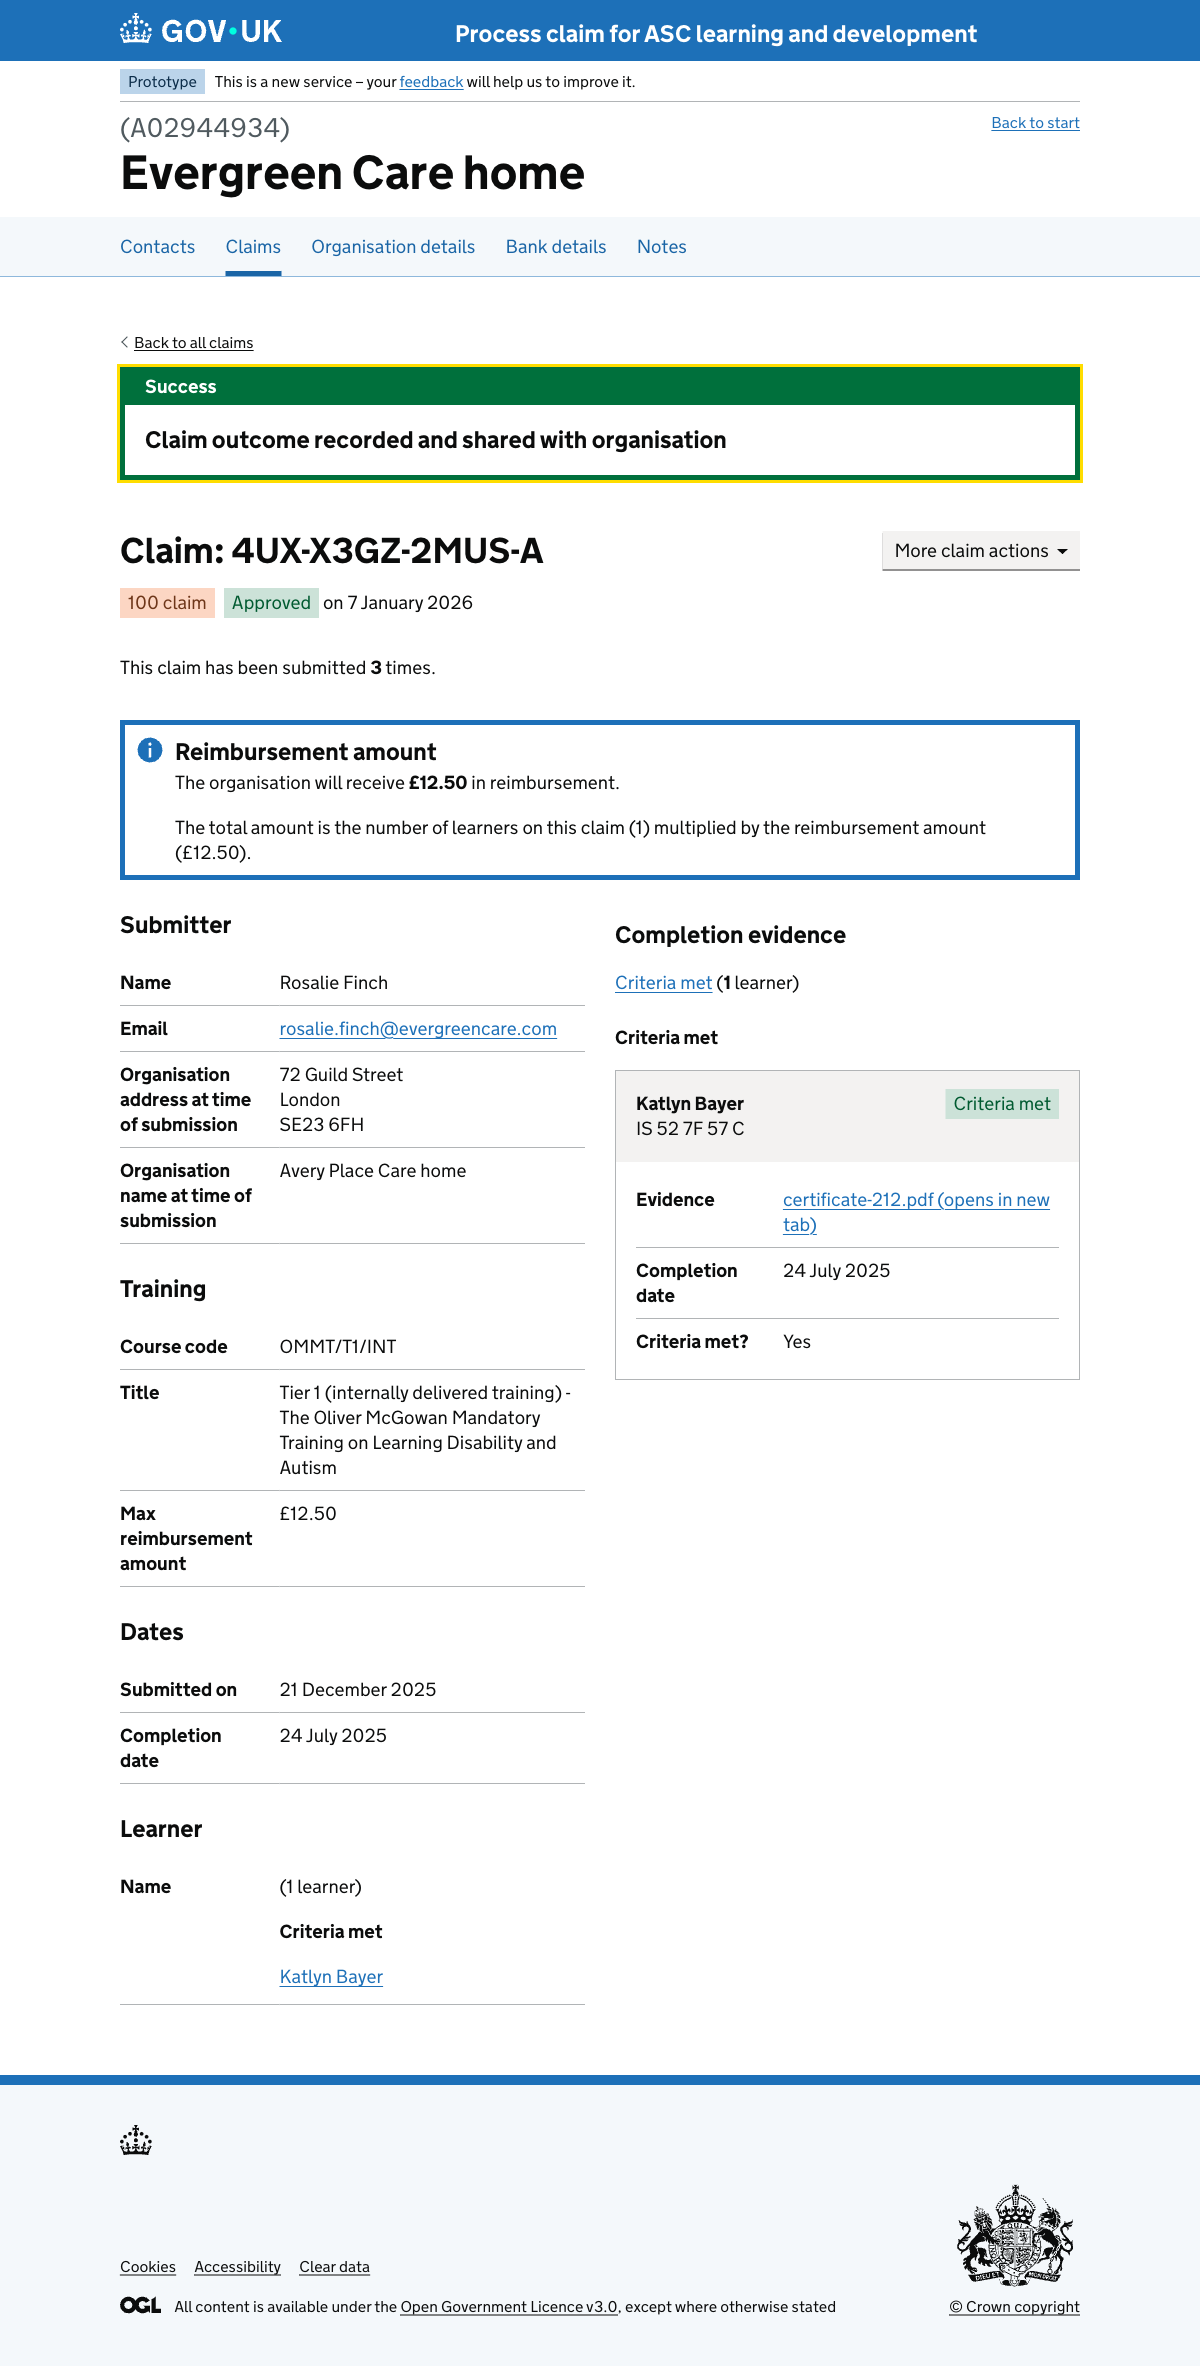 GOV.UK
Process claim for ASC learning and development
Prototype This is a new service – your feedback will help us to improve it.
(A02944934)
Back to start
Evergreen Care home
Contacts Claims Organisation details Bank details Notes
Back to all claims
Success
Claim outcome recorded and shared with organisation
Claim: 4UX-X3GZ-2MUS-A
More claim actions
100 claim Approved on 7 January 2026
This claim has been submitted 3 times.
Reimbursement amount
The organisation will receive £12.50 in reimbursement.
The total amount is the number of learners on this claim (1) multiplied by the reimbursement amount
(£12.50).
Submitter
Name Rosalie Finch
Email rosalie.finch@evergreencare.com
Organisation
address at time
of submission
72 Guild Street
London
SE23 6FH
Organisation
name at time of
submission
Avery Place Care home
Training
Course code OMMT/T1/INT
Title
Tier 1 (internally delivered training) -
The Oliver McGowan Mandatory
Training on Learning Disability and
Autism
Max
reimbursement
amount
£12.50
Dates
Submitted on 21 December 2025
Completion
date
24 July 2025
Learner
Name (1 learner)
Criteria met
Katlyn Bayer
Completion evidence
Criteria met (1 learner)
Criteria met
Katlyn Bayer
IS 52 7F 57 C
Criteria met
Evidence
certificate-212.pdf (opens in new
tab)
Completion
date
24 July 2025
Criteria met? Yes
Cookies Accessibility Clear data
OGL All content is available under the Open Government Licence v3.0, except where otherwise stated
© Crown copyright